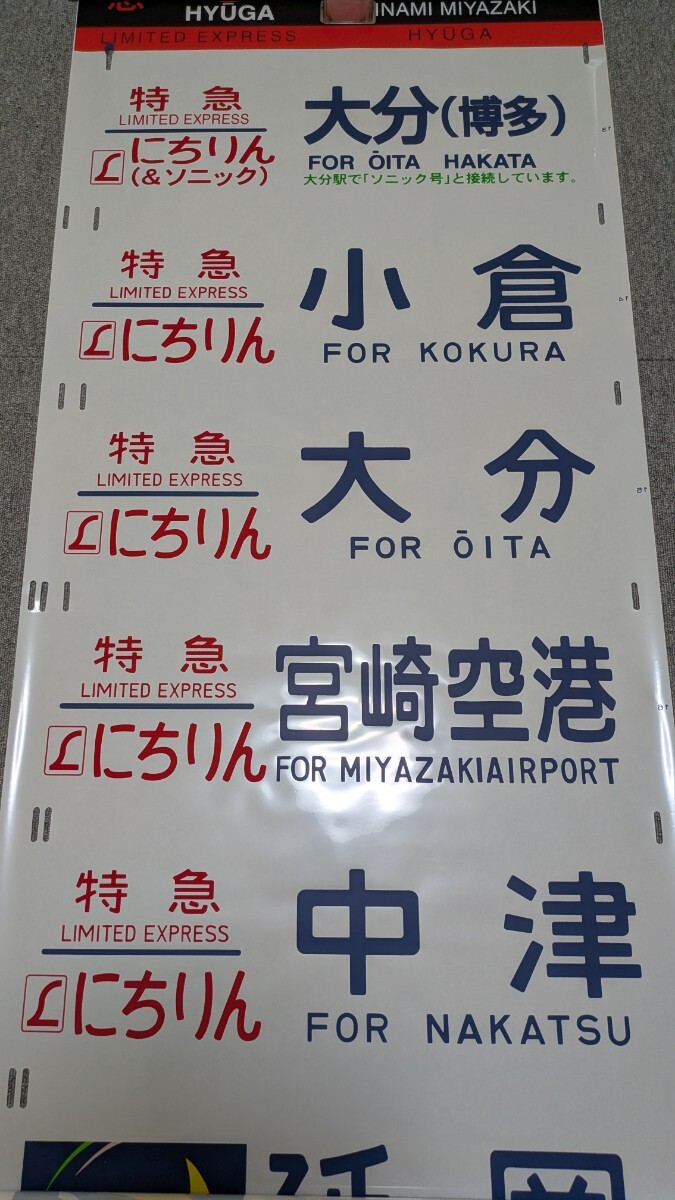 急 HYŪGA INAMI MIYAZAKI
LIMITED EXPRESS HYŪGA
特急 大分(博多)
LIMITED EXPRESS
L にちりん FOR ŌITA HAKATA
(&ソニック) 大分駅で「ソニック号」と接続しています。
特急 小倉
LIMITED EXPRESS
L にちりん FOR KOKURA
特急 大分
LIMITED EXPRESS
L にちりん FOR ŌITA
特急 宮崎空港
LIMITED EXPRESS
L にちりん FOR MIYAZAKIAIRPORT
特急 中津
LIMITED EXPRESS
L にちりん FOR NAKATSU
延岡